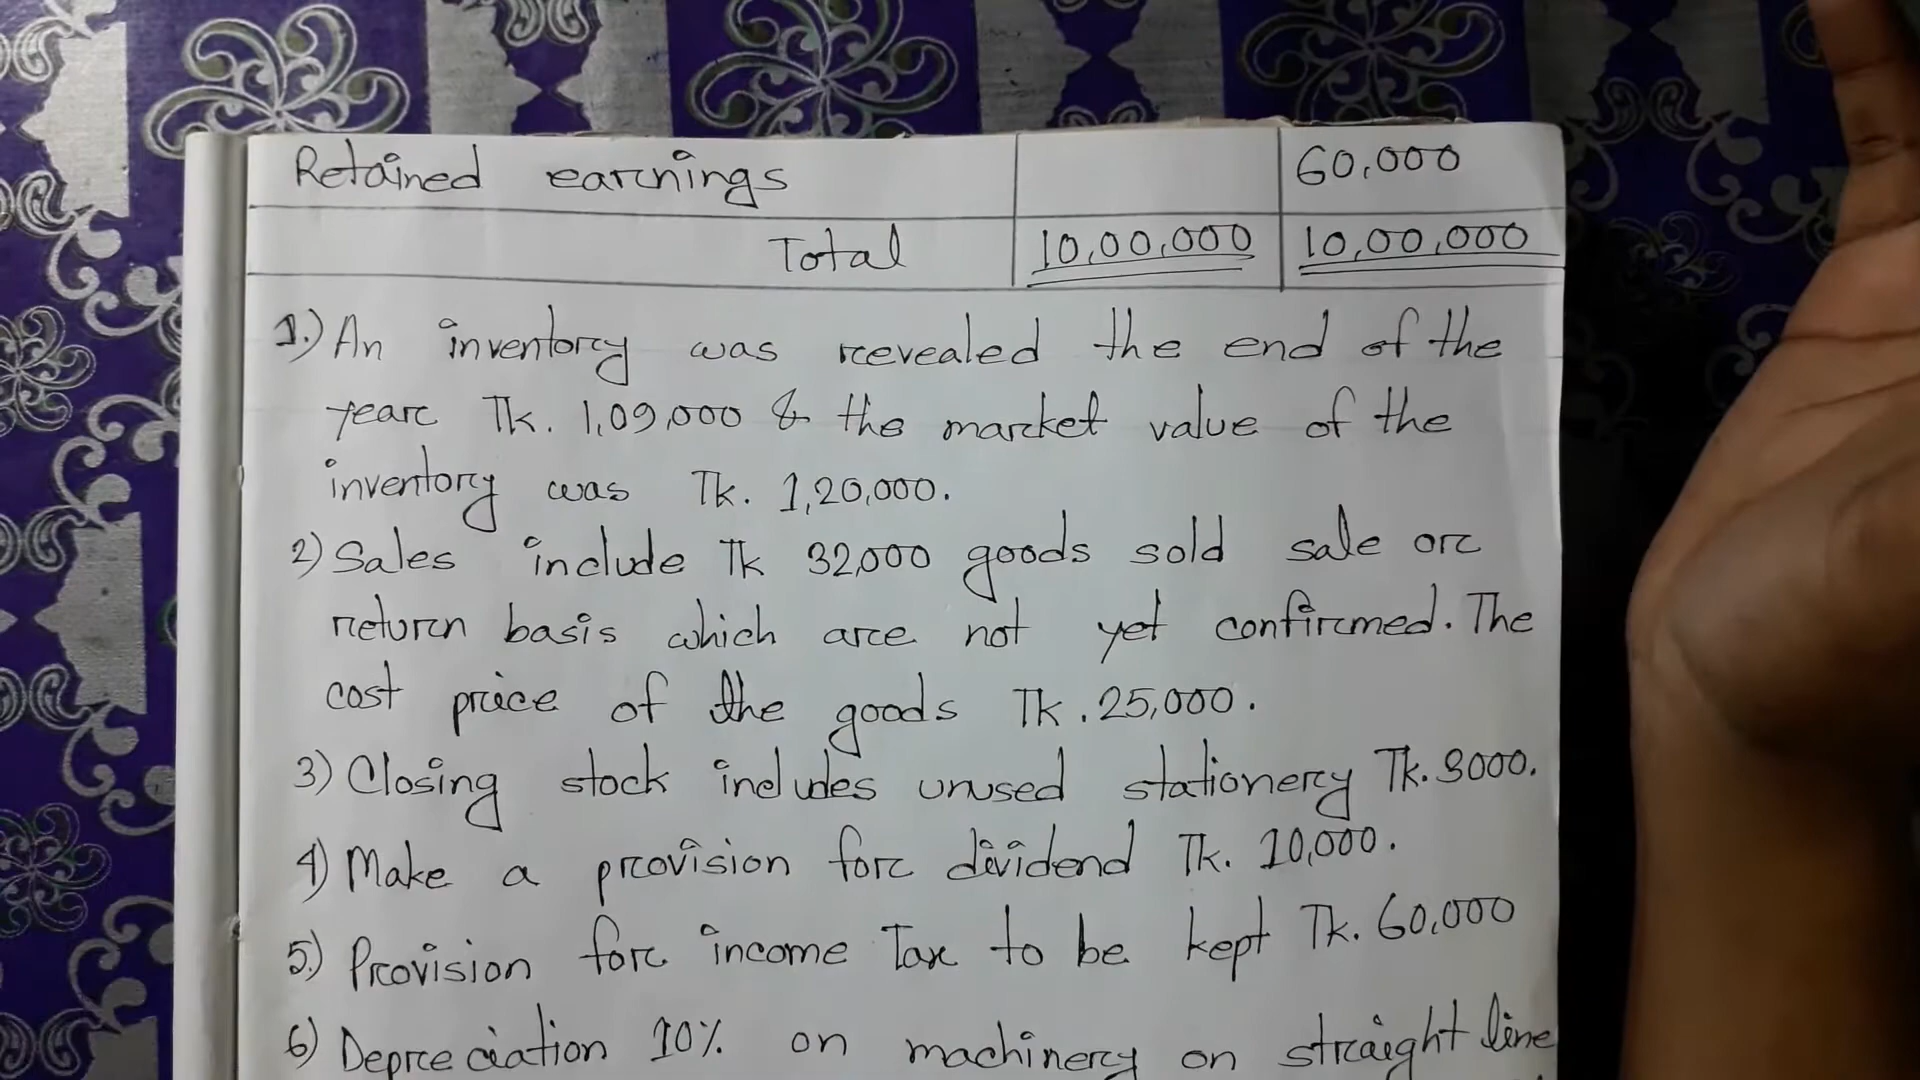 Retained earnings 60,000
Total 10,00,000 10,00,000
1.) An inventory was revealed the end of the
year Tk. 1,09,000 & the market value of the
inventory was Tk. 1,20,000.
2) Sales include Tk 32,000 goods sold sale or
return basis which are not yet confirmed. The
cost price of the goods Tk. 25,000.
3) Closing stock includes unused stationery Tk. 9000.
4) Make a provision for dividend Tk. 10,000.
5.) Provision for income Tax to be kept Tk. 60,000
6) Depreciation 10% on machinery on straight line